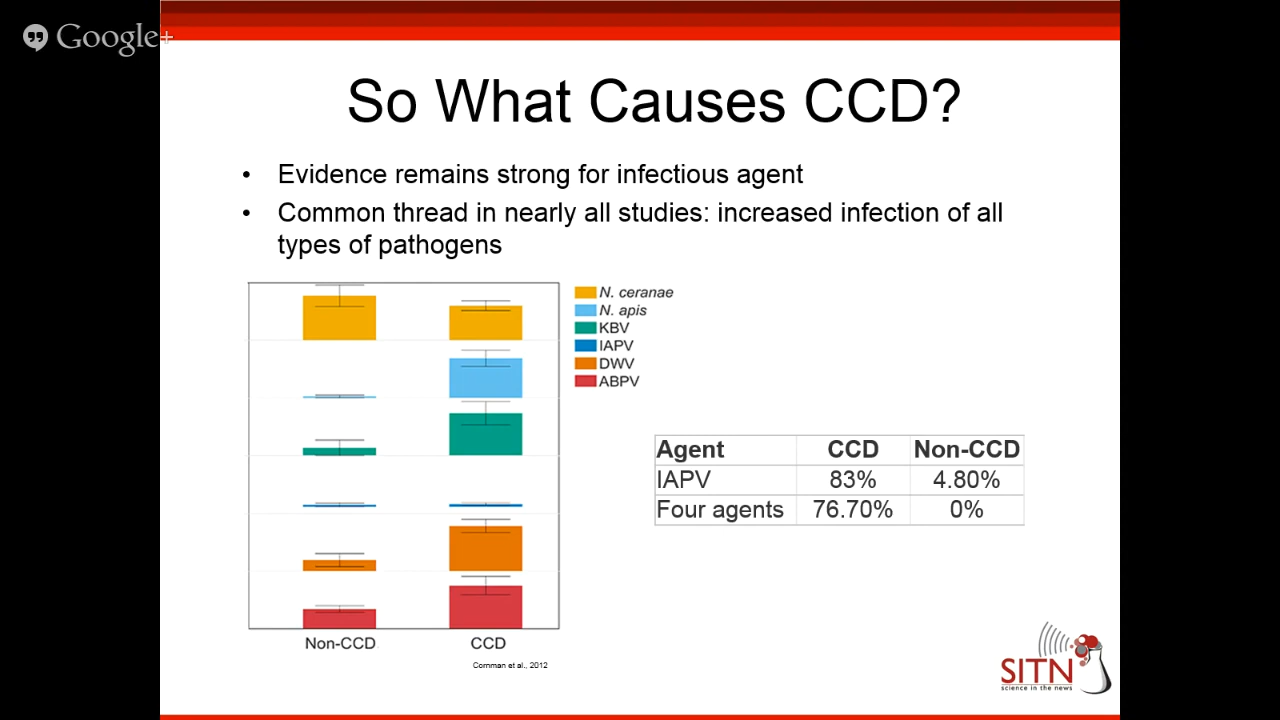 Google+
So What Causes CCD?
• Evidence remains strong for infectious agent
• Common thread in nearly all studies: increased infection of all
types of pathogens
N. ceranae
N. apis
KBV
IAPV
DWV
ABPV
Non-CCD CCD
Cornman et al., 2012
Agent CCD Non-CCD
IAPV 83% 4.80%
Four agents 76.70% 0%
SITN
science in the news